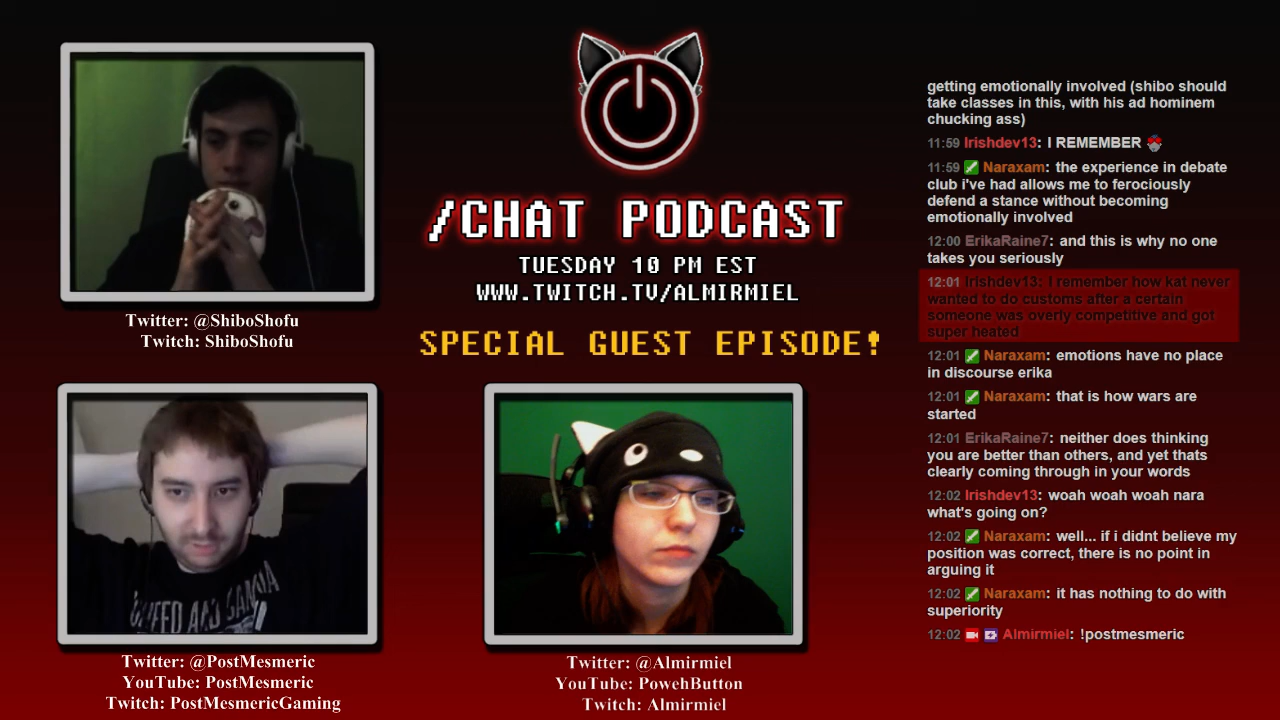 /CHAT PODCAST
TUESDAY 10 PM EST
WWW.TWITCH.TV/ALMIRMIEL
SPECIAL GUEST EPISODE!
Twitter: @ShiboShofu
Twitch: ShiboShofu
Twitter: @PostMesmeric
YouTube: PostMesmeric
Twitch: PostMesmericGaming
Twitter: @Almirmiel
YouTube: PowehButton
Twitch: Almirmiel
getting emotionally involved (shibo should
take classes in this, with his ad hominem
chucking ass)
11:59 Irishdev13: I REMEMBER
11:59 Naraxam: the experience in debate
club i've had allows me to ferociously
defend a stance without becoming
emotionally involved
12:00 ErikaRaine7: and this is why no one
takes you seriously
12:01 Irishdev13: I remember how kat never
wanted to do customs after a certain
someone was overly competitive and got
super heated
12:01 Naraxam: emotions have no place
in discourse erika
12:01 Naraxam: that is how wars are
started
12:01 ErikaRaine7: neither does thinking
you are better than others, and yet thats
clearly coming through in your words
12:02 Irishdev13: woah woah woah nara
what's going on?
12:02 Naraxam: well... if i didnt believe my
position was correct, there is no point in
arguing it
12:02 Naraxam: it has nothing to do with
superiority
12:02 Almirmiel: !postmesmeric